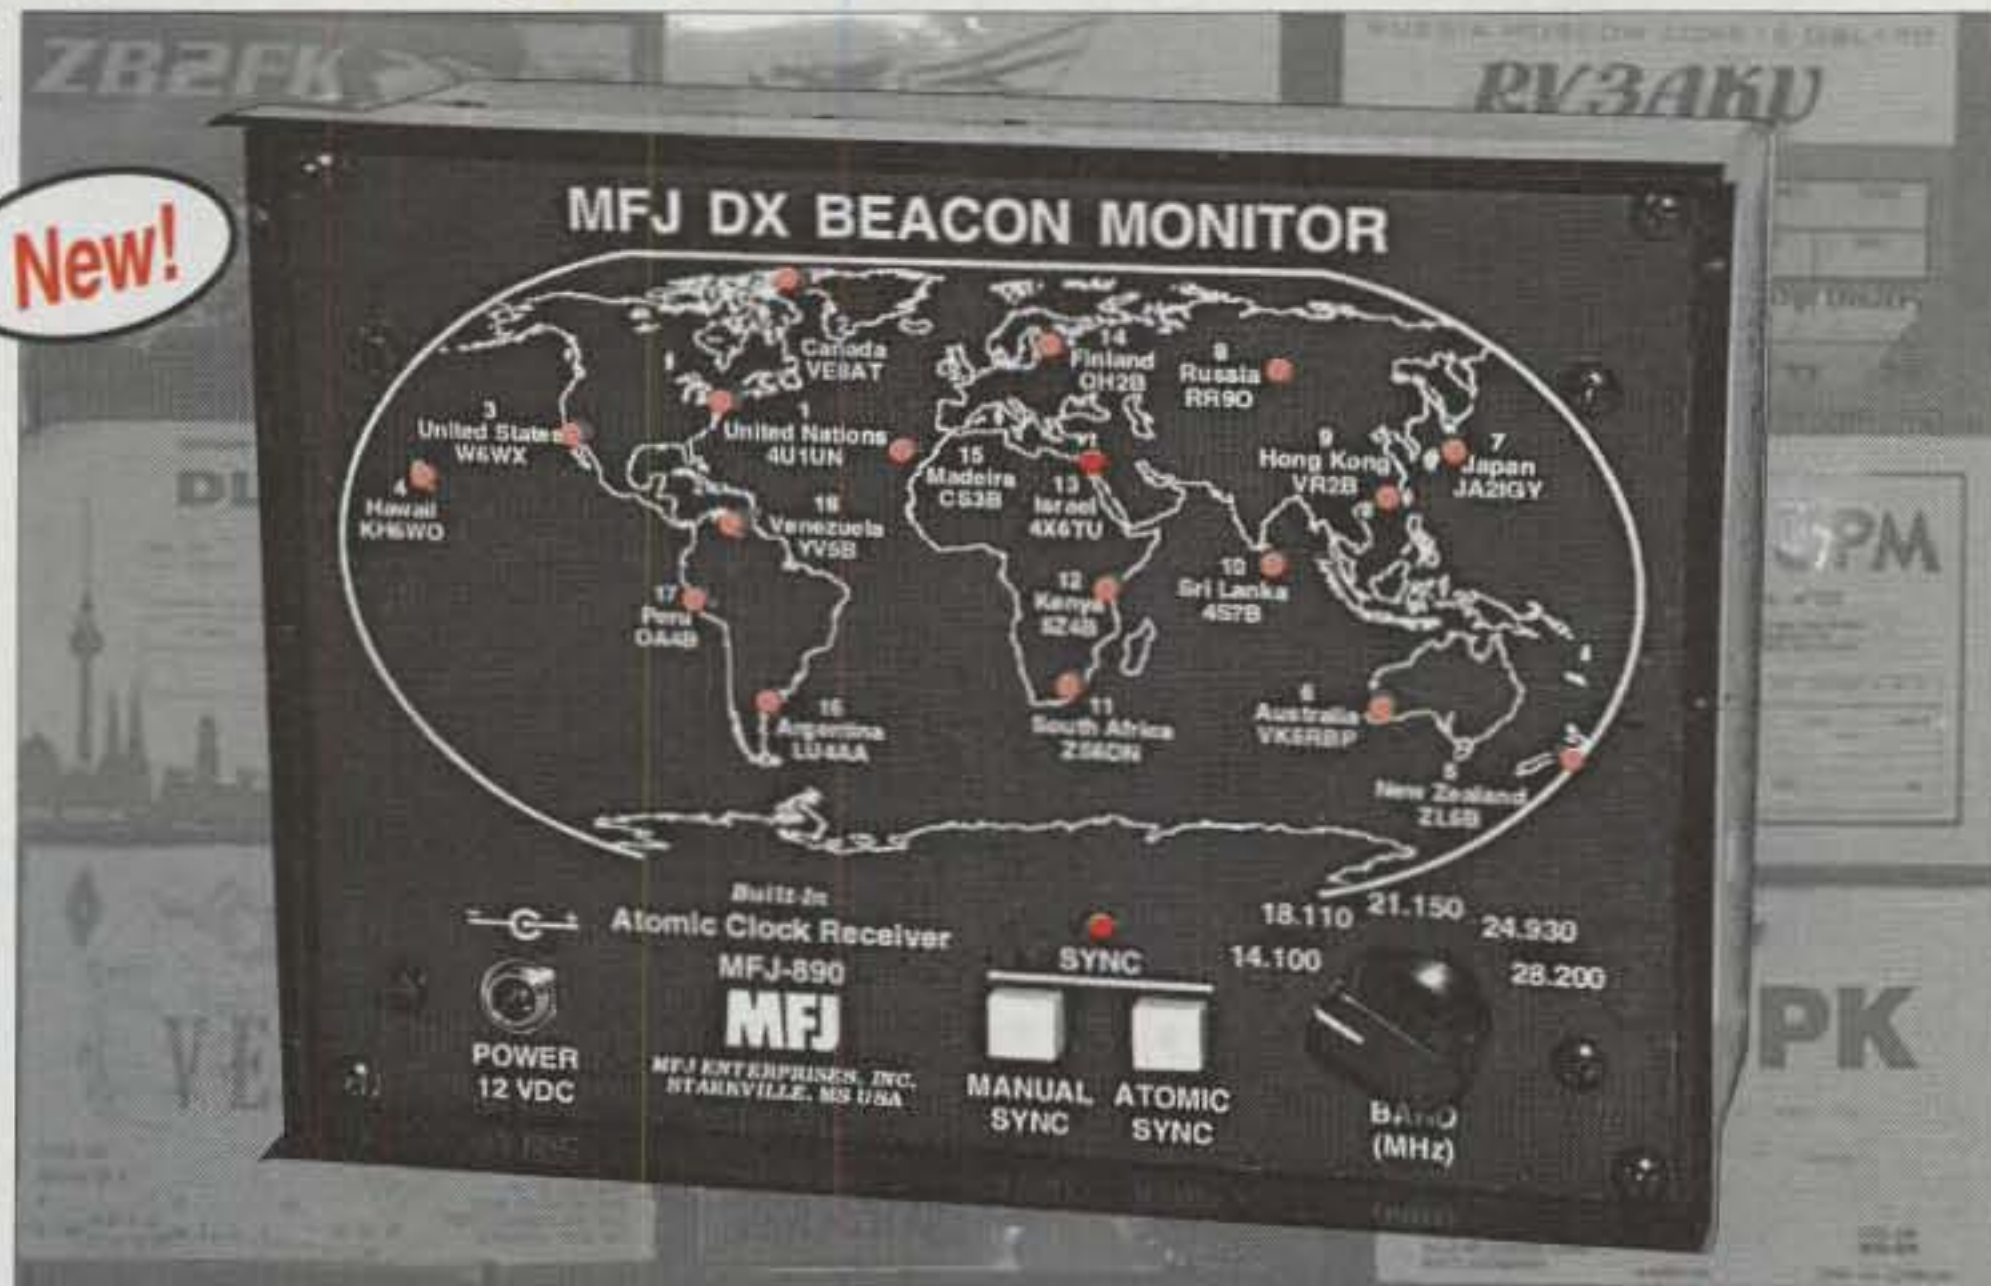 ZB2FK
RV3AKU
New!
MFJ DX BEACON MONITOR
Canada
VE8AT
14
Finland
OH2B
8
Russia
RR9O
3
United States
W6WX
1
United Nations
4U1UN
15
Madeira
CS3B
13
Israel
4X6TU
9
Hong Kong
VR2B
7
Japan
JA2IGY
4
Hawaii
KH6WO
18
Venezuela
YV5B
10
Sri Lanka
4S7B
12
Kenya
5Z4B
17
Peru
OA4B
16
Argentina
LU4AA
11
South Africa
ZS6DN
6
Australia
VK6RBP
5
New Zealand
ZL6B
Built-In
Atomic Clock Receiver
MFJ-890
MFJ
MFJ ENTERPRISES, INC.
STARKVILLE, MS USA
POWER
12 VDC
SYNC
MANUAL
SYNC
ATOMIC
SYNC
14.100
18.110
21.150
24.930
28.200
BAND
(MHz)
DL
PM
VE
PK